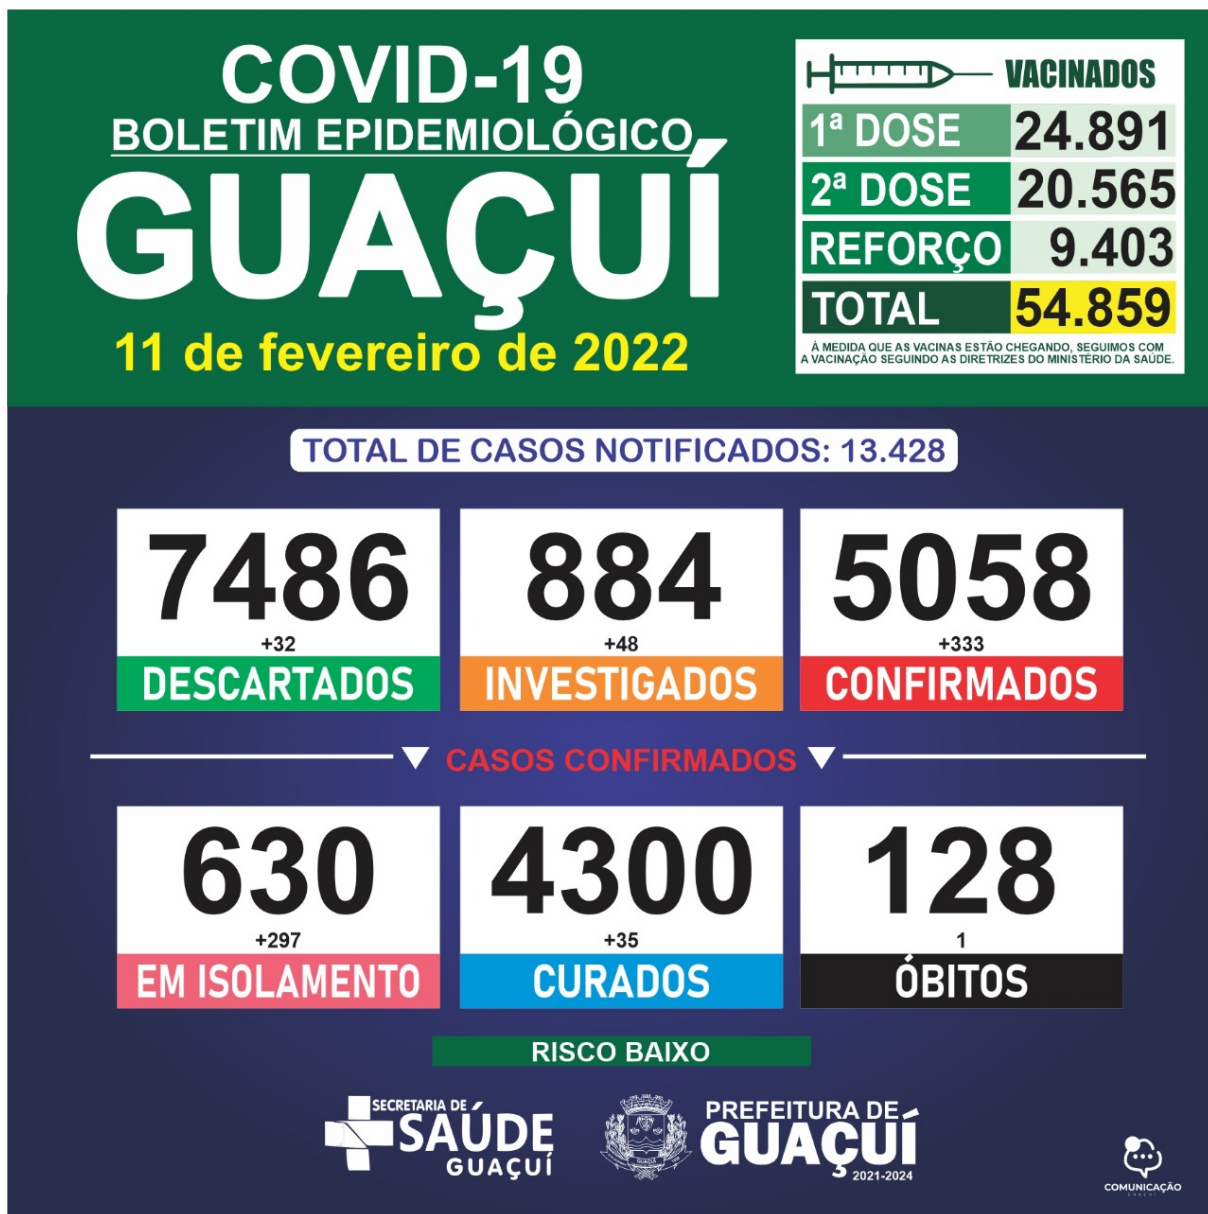 COVID-19
BOLETIM EPIDEMIOLÓGICO
GUAÇUÍ
11 de fevereiro de 2022
VACINADOS
1ª DOSE 24.891
2ª DOSE 20.565
REFORÇO 9.403
TOTAL 54.859
À MEDIDA QUE AS VACINAS ESTÃO CHEGANDO, SEGUIMOS COM
A VACINAÇÃO SEGUINDO AS DIRETRIZES DO MINISTÉRIO DA SAÚDE.
TOTAL DE CASOS NOTIFICADOS: 13.428
7486
+32
DESCARTADOS
884
+48
INVESTIGADOS
5058
+333
CONFIRMADOS
CASOS CONFIRMADOS
630
+297
EM ISOLAMENTO
4300
+35
CURADOS
128
1
ÓBITOS
RISCO BAIXO
SECRETARIA DE
SAÚDE
GUAÇUÍ
PREFEITURA DE
GUAÇUÍ
2021-2024
COMUNICAÇÃO